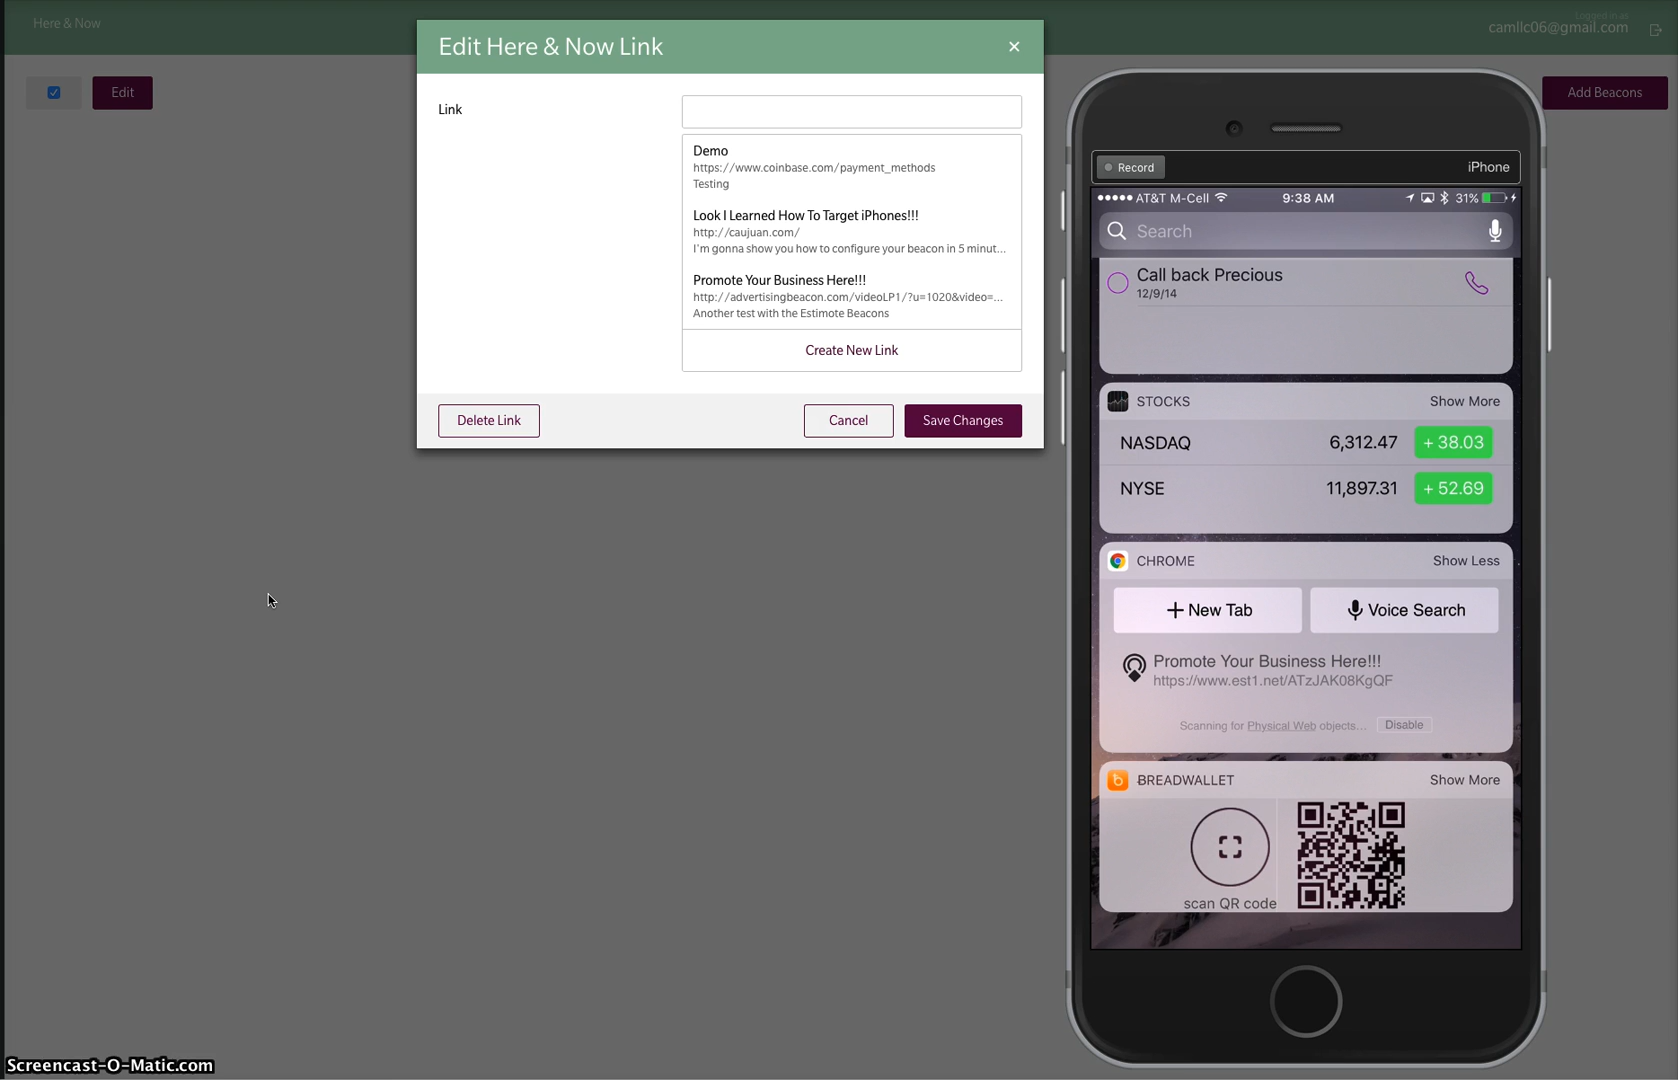 Here & Now
Logged in as
camllc06@gmail.com
Edit
Add Beacons
Edit Here & Now Link
×
Link
Demo
https://www.coinbase.com/payment_methods
Testing
Look I Learned How To Target iPhones!!!
http://caujuan.com/
I'm gonna show you how to configure your beacon in 5 minut...
Promote Your Business Here!!!
http://advertisingbeacon.com/videoLP1/?u=1020&video=...
Another test with the Estimote Beacons
Create New Link
Delete Link
Cancel
Save Changes
Record
iPhone
AT&T M-Cell 9:38 AM 31%
Search
Call back Precious
12/9/14
STOCKS Show More
NASDAQ 6,312.47 + 38.03
NYSE 11,897.31 + 52.69
CHROME Show Less
+ New Tab
Voice Search
Promote Your Business Here!!!
https://www.est1.net/ATzJAK08KgQF
Scanning for Physical Web objects... Disable
BREADWALLET Show More
scan QR code
Screencast-O-Matic.com